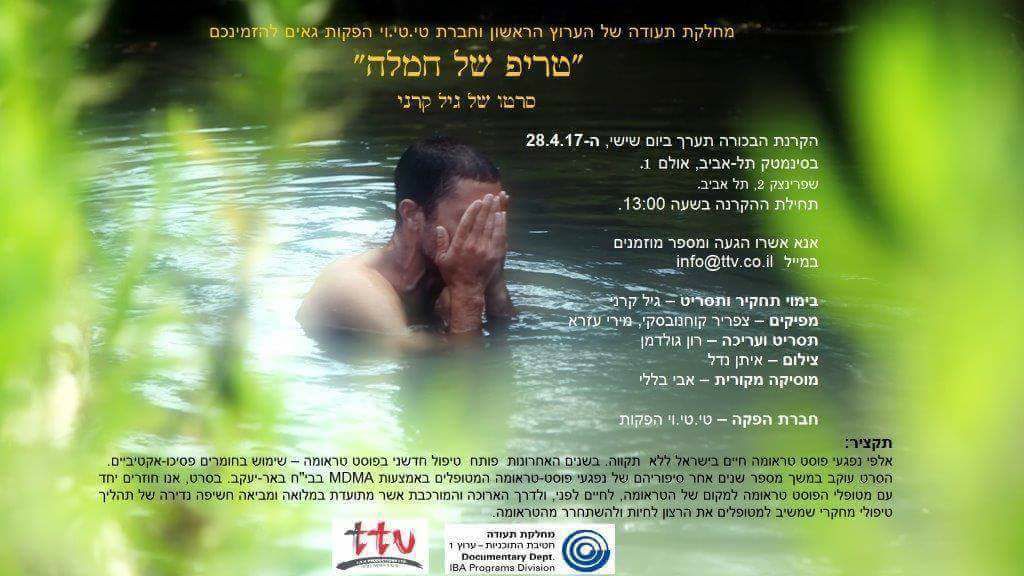 מחלקת תעודה של הערוץ הראשון וחברת טי.טי.וי הפקות גאים להזמינכם
"טריפ של חמלה"
סרטו של גיל קרני
הקרנת הבכורה תערך ביום שישי, ה-28.4.17
בסינמטק תל-אביב, אולם 1.
שפרינצק 2, תל אביב.
תחילת ההקרנה בשעה 13:00.
אנא אשרו הגעה ומספר מוזמנים
במייל info@ttv.co.il
בימוי תחקיר ותסריט – גיל קרני
מפיקים – צפריר קוחנובסקי, מירי עזרא
תסריט ועריכה – רון גולדמן
צילום – איתן נדל
מוסיקה מקורית – אבי בללי
חברת הפקה – טי.טי.וי הפקות
תקציר:
אלפי נפגעי פוסט טראומה חיים בישראל ללא תקווה. בשנים האחרונות פותח טיפול חדשני בפוסט טראומה – שימוש בחומרים פסיכו-אקטיביים.
הסרט עוקב במשך מספר שנים אחר סיפוריהם של נפגעי פוסט-טראומה המטופלים באמצעות MDMA בבי"ח באר-יעקב. בסרט, אנו חוזרים יחד
עם מטופלי הפוסט טראומה למקום של הטראומה, לחיים לפני, ולדרך הארוכה והמורכבת אשר מתועדת במלואה ומביאה חשיפה נדירה של תהליך
טיפולי מחקרי שמשיב למטופלים את הרצון לחיות ולהשתחרר מהטראומה.
ttv
מחלקת תעודה
חטיבת התוכניות – ערוץ 1
Documentary Dept.
IBA Programs Division